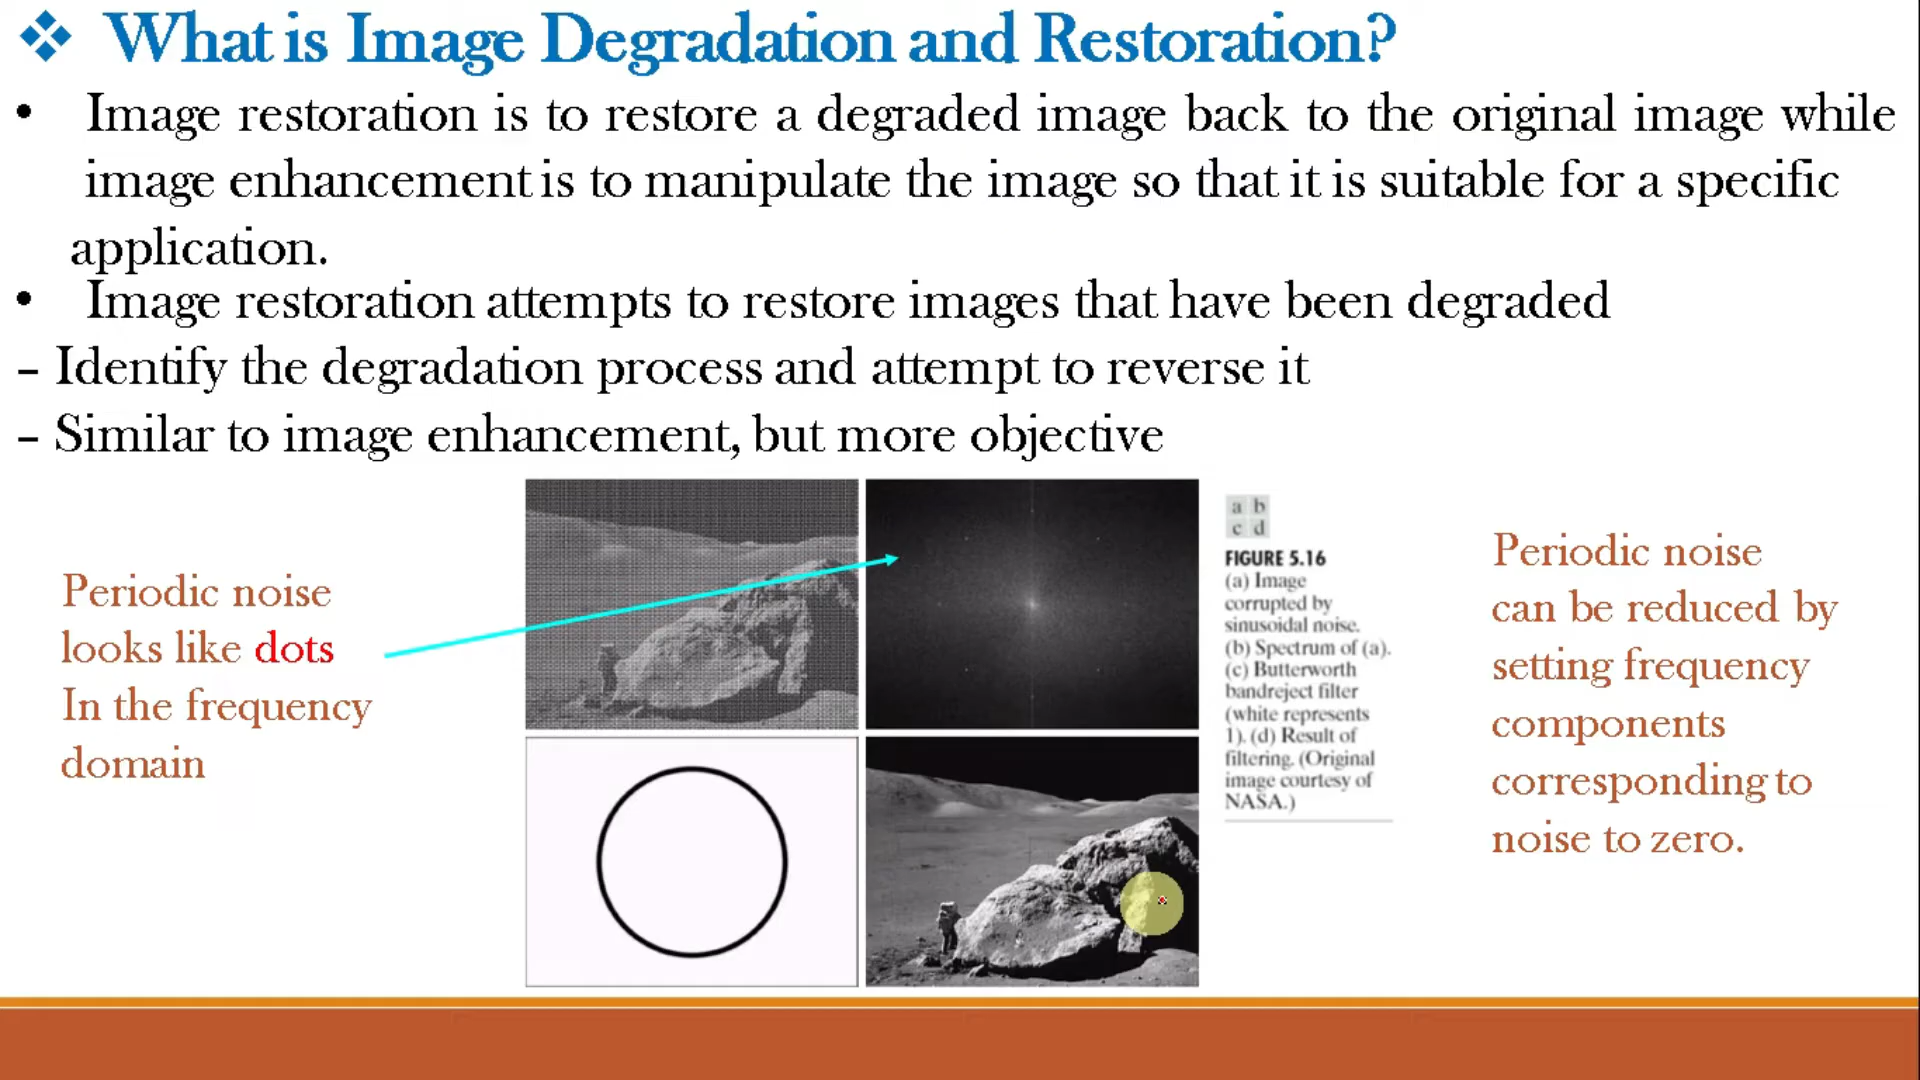 ❖ What is Image Degradation and Restoration?
• Image restoration is to restore a degraded image back to the original image while
image enhancement is to manipulate the image so that it is suitable for a specific
application.
• Image restoration attempts to restore images that have been degraded
– Identify the degradation process and attempt to reverse it
– Similar to image enhancement, but more objective
Periodic noise
looks like dots
In the frequency
domain
a b
c d
FIGURE 5.16
(a) Image
corrupted by
sinusoidal noise.
(b) Spectrum of (a).
(c) Butterworth
bandreject filter
(white represents
1). (d) Result of
filtering. (Original
image courtesy of
NASA.)
Periodic noise
can be reduced by
setting frequency
components
corresponding to
noise to zero.